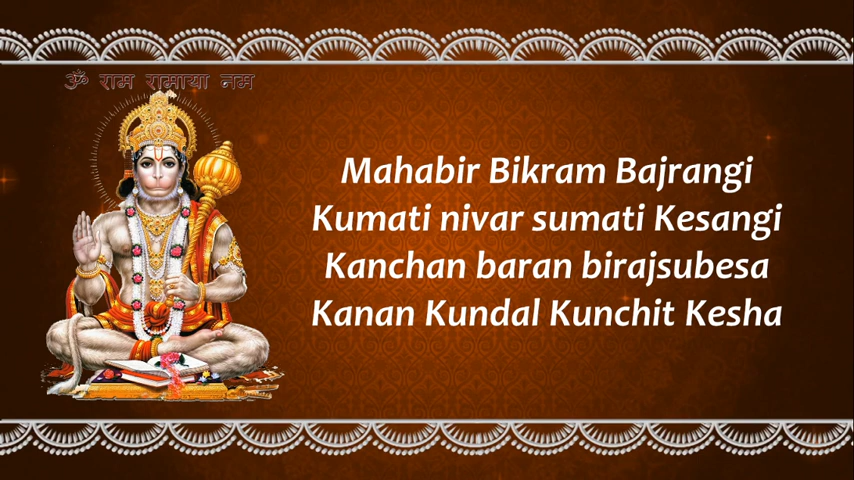 ॐ राम रामाया नम
Mahabir Bikram Bajrangi
Kumati nivar sumati Kesangi
Kanchan baran birajsubesa
Kanan Kundal Kunchit Kesha